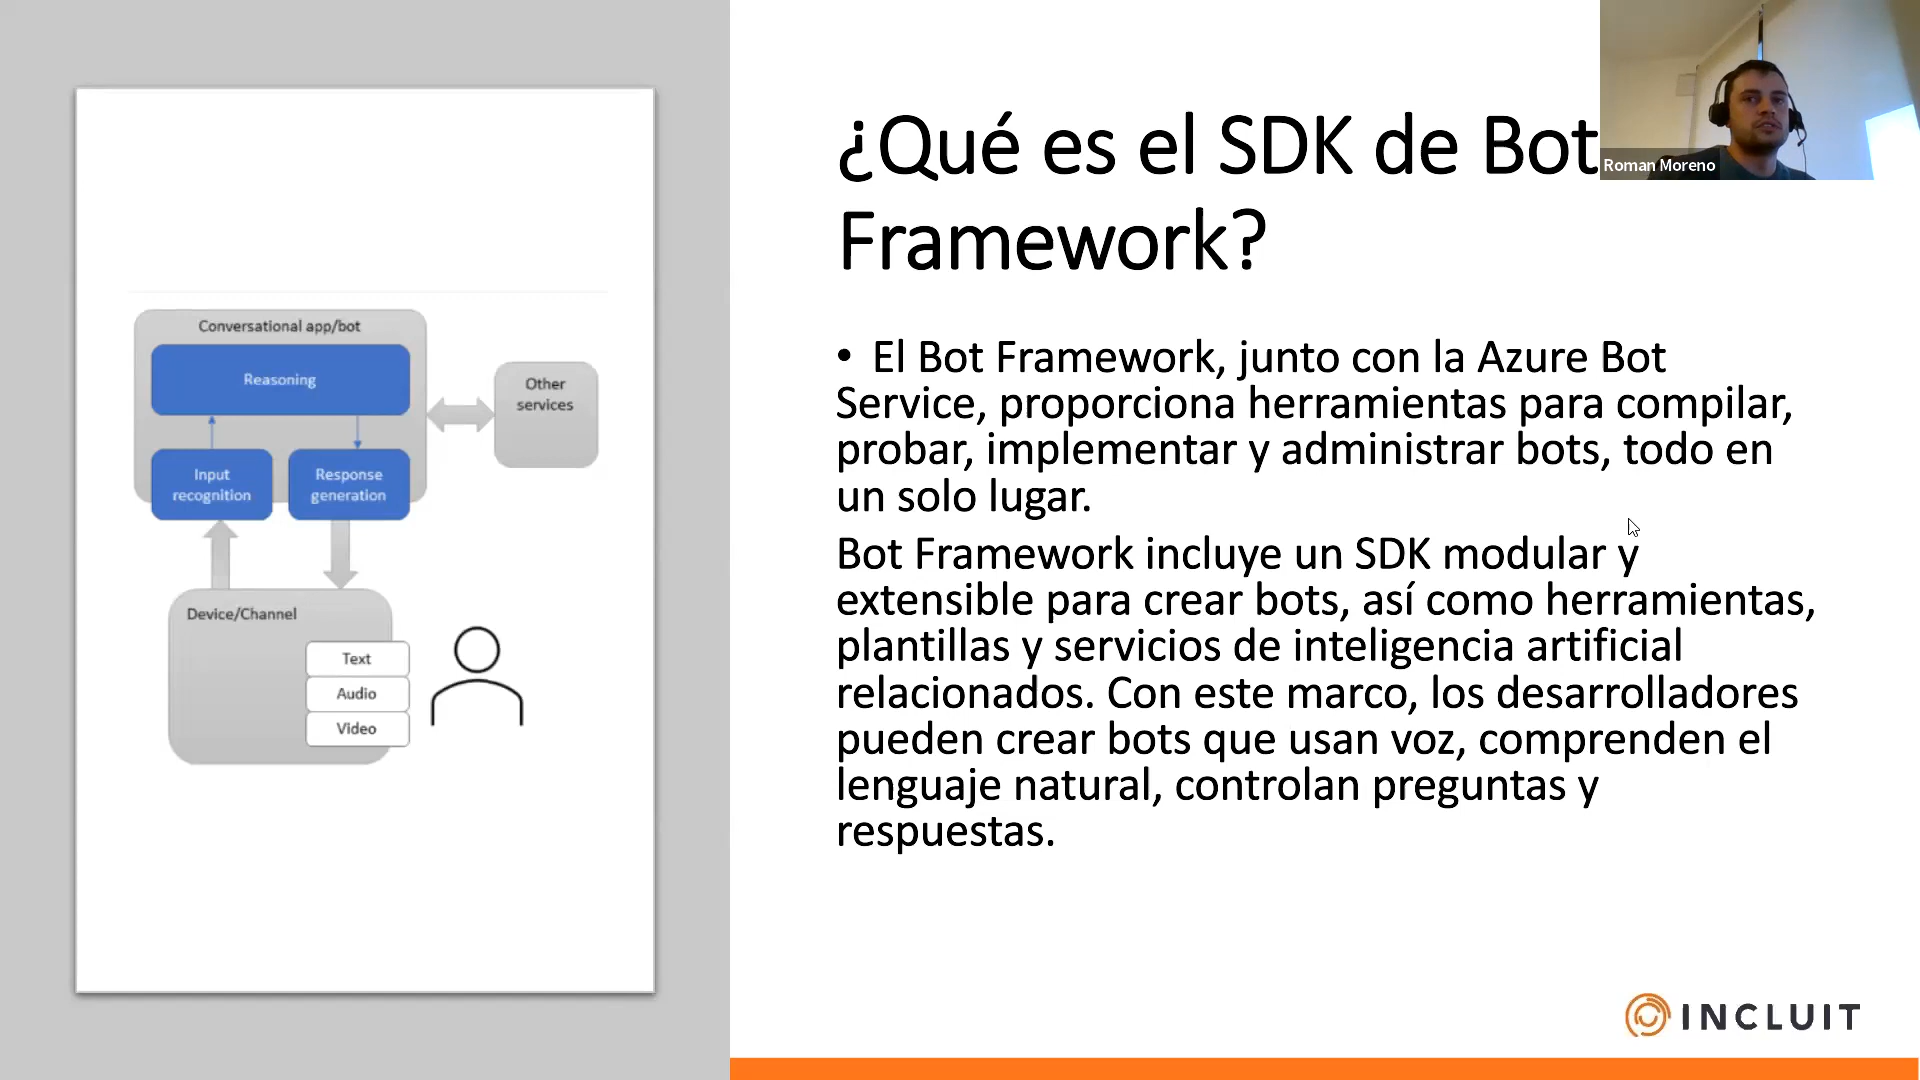 ¿Qué es el SDK de Bot
Framework?
Roman Moreno
Conversational app/bot
Reasoning
Input
recognition
Response
generation
Other
services
Device/Channel
Text
Audio
Video
• El Bot Framework, junto con la Azure Bot
Service, proporciona herramientas para compilar,
probar, implementar y administrar bots, todo en
un solo lugar.
Bot Framework incluye un SDK modular y
extensible para crear bots, así como herramientas,
plantillas y servicios de inteligencia artificial
relacionados. Con este marco, los desarrolladores
pueden crear bots que usan voz, comprenden el
lenguaje natural, controlan preguntas y
respuestas.
INCLUIT